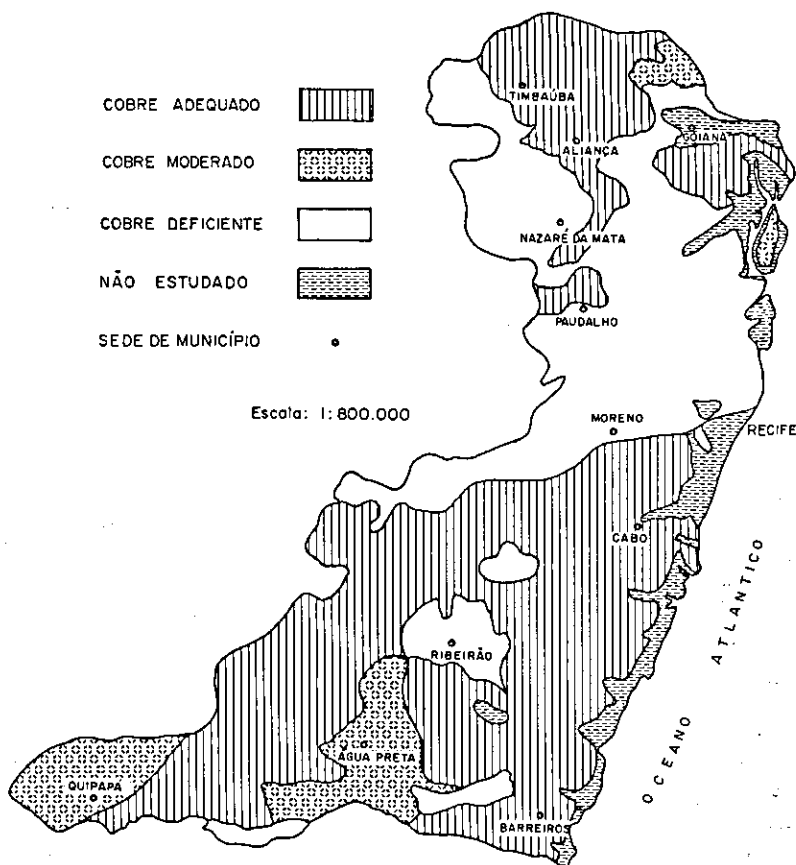 COBRE ADEQUADO
COBRE MODERADO
COBRE DEFICIENTE
NÃO ESTUDADO
SEDE DE MUNICÍPIO
Escala: 1:800.000
TIMBAÚBA
ALIANÇA
GOIANA
NAZARÉ DA MATA
PAUDALHO
MORENO
RECIFE
CABO
RIBEIRÃO
ÁGUA PRETA
QUIPAPÁ
BARREIROS
OCEANO ATLANTICO